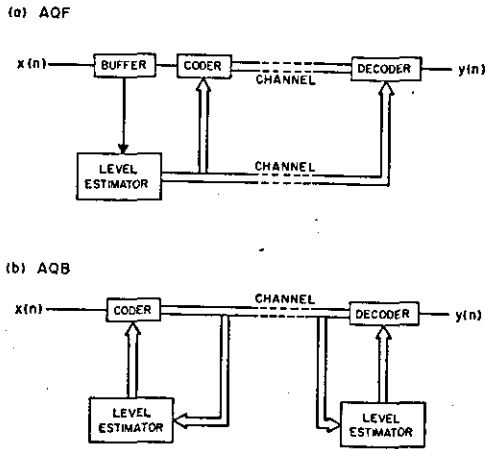 (a) AQF
x(n) BUFFER CODER DECODER y(n)
CHANNEL
LEVEL
ESTIMATOR
CHANNEL
(b) AQB
CHANNEL
x(n) CODER DECODER y(n)
LEVEL
ESTIMATOR
LEVEL
ESTIMATOR